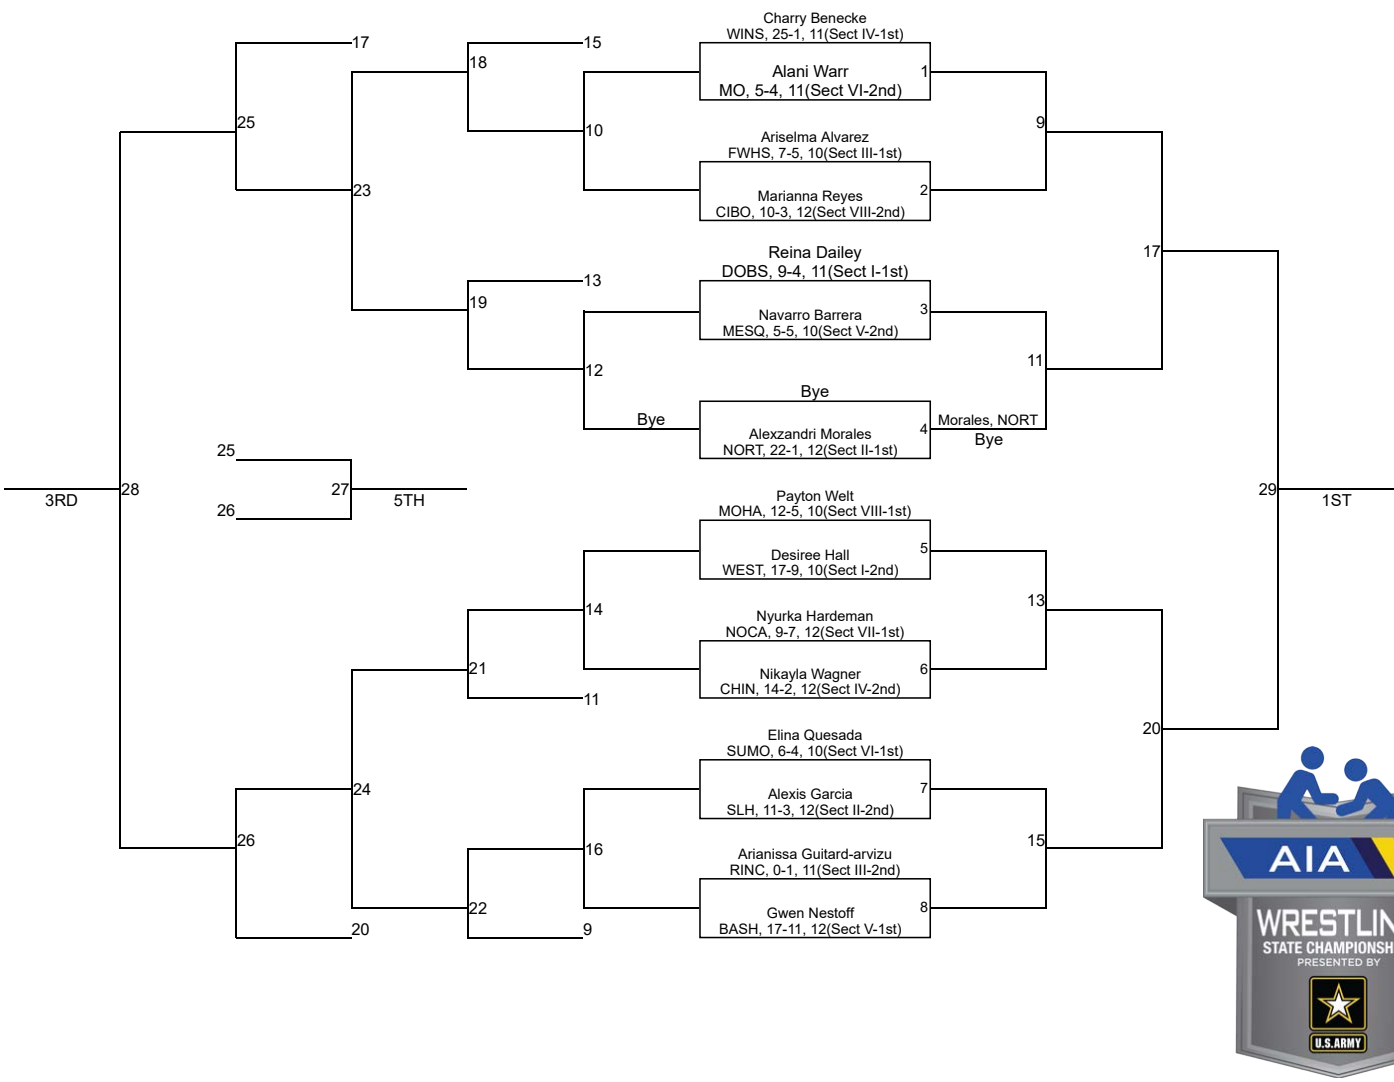 Charry Benecke
WINS, 25-1, 11(Sect IV-1st)
17
15
18
Alani Warr
1
MO, 5-4, 11(Sect VI-2nd)
25
10
9
Ariselma Alvarez
FWHS, 7-5, 10(Sect III-1st)
23
Marianna Reyes
2
CIBO, 10-3, 12(Sect VIII-2nd)
Reina Dailey
17
DOBS, 9-4, 11(Sect I-1st)
13
19
Navarro Barrera
3
MESQ, 5-5, 10(Sect V-2nd)
12
11
Bye
Bye
Morales, NORT
Alexzandri Morales
4
Bye
NORT, 22-1, 12(Sect II-1st)
25
3RD
28
27
5TH
26
Payton Welt
MOHA, 12-5, 10(Sect VIII-1st)
29
1ST
Desiree Hall
5
WEST, 17-9, 10(Sect I-2nd)
14
13
Nyurka Hardeman
NOCA, 9-7, 12(Sect VII-1st)
21
Nikayla Wagner
6
CHIN, 14-2, 12(Sect IV-2nd)
11
20
Elina Quesada
SUMO, 6-4, 10(Sect VI-1st)
24
Alexis Garcia
7
SLH, 11-3, 12(Sect II-2nd)
26
16
15
Arianissa Guitard-arvizu
RINC, 0-1, 11(Sect III-2nd)
22
Gwen Nestoff
8
BASH, 17-11, 12(Sect V-1st)
20
9
AIA
WRESTLIN
STATE CHAMPIONSH
PRESENTED BY
U.S.ARMY